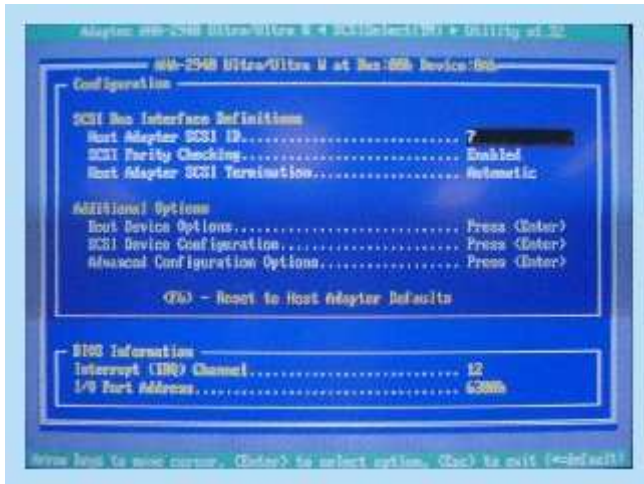 Adaptec AHA-2940 Ultra/Ultra W ◄ SCSISelect(TM) ► Utility v1.32
AHA-2940 Ultra/Ultra W at Bus:Device
Configuration
SCSI Bus Interface Definitions
Host Adapter SCSI ID........................... 7
SCSI Parity Checking........................... Enabled
Host Adapter SCSI Termination.................. Automatic
Additional Options
Boot Device Options............................ Press <Enter>
SCSI Device Configuration...................... Press <Enter>
Advanced Configuration Options................. Press <Enter>
<F6> - Reset to Host Adapter Defaults
BIOS Information
Interrupt (IRQ) Channel........................ 12
I/O Port Address............................... 6300h
Arrow keys to move cursor, <Enter> to select option, <Esc> to exit (*=default)